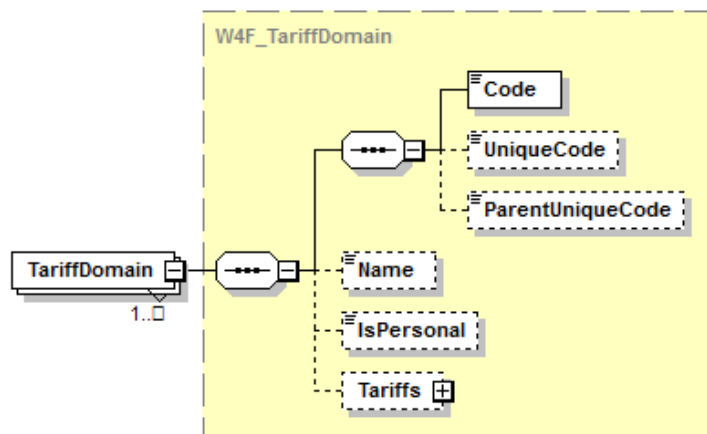 W4F_TariffDomain
Code
UniqueCode
ParentUniqueCode
TariffDomain
1..□
Name
IsPersonal
Tariffs